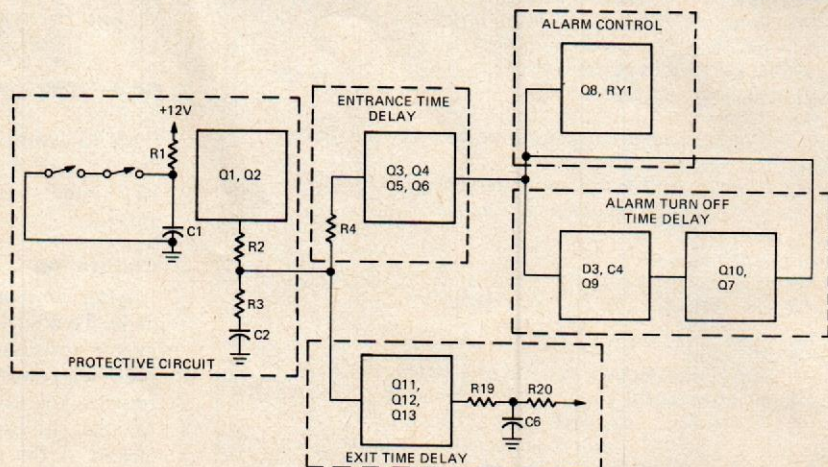 ALARM CONTROL
Q8, RY1
+12V
R1
Q1, Q2
C1
R2
R3
C2
PROTECTIVE CIRCUIT
ENTRANCE TIME
DELAY
Q3, Q4
Q5, Q6
R4
ALARM TURN OFF
TIME DELAY
D3, C4
Q9
Q10,
Q7
Q11,
Q12,
Q13
R19
R20
C6
EXIT TIME DELAY